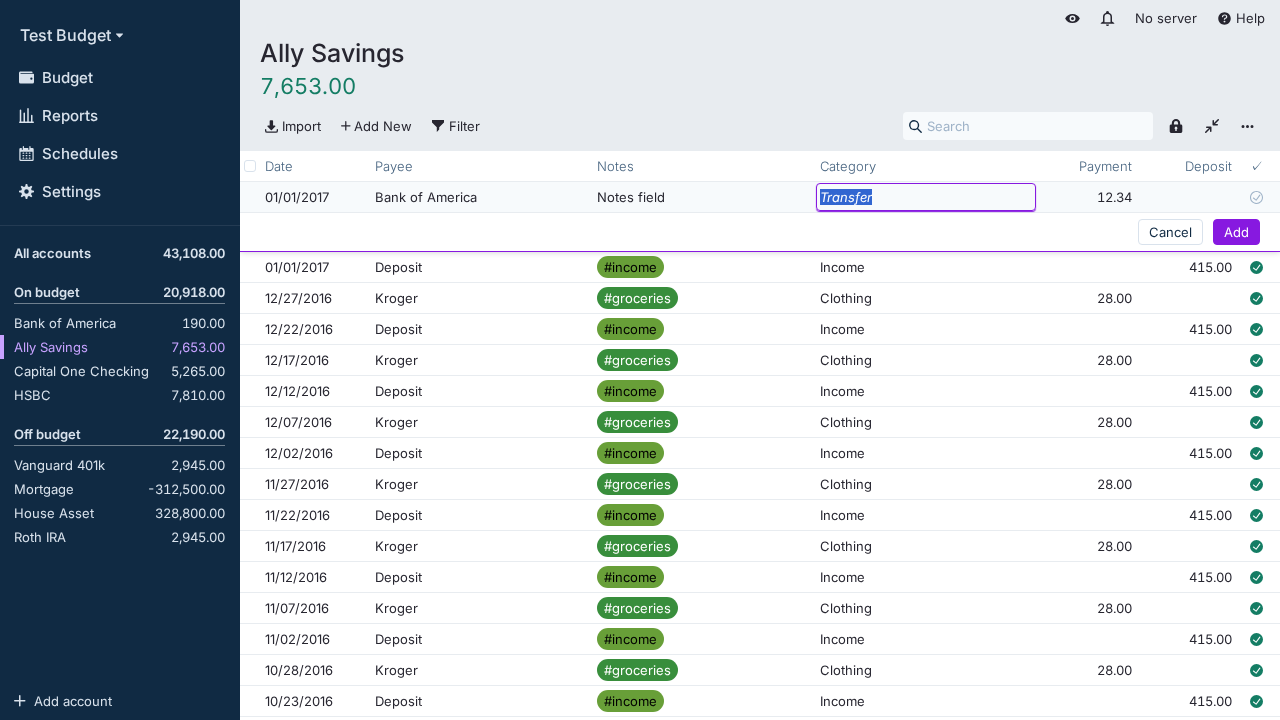 Test Budget
Budget
Reports
Schedules
Settings
All accounts 43,108.00
On budget 20,918.00
Bank of America 190.00
Ally Savings 7,653.00
Capital One Checking 5,265.00
HSBC 7,810.00
Off budget 22,190.00
Vanguard 401k 2,945.00
Mortgage -312,500.00
House Asset 328,800.00
Roth IRA 2,945.00
Add account
No server Help
Ally Savings
7,653.00
Import Add New Filter Search
Date Payee Notes Category Payment Deposit
01/01/2017 Bank of America Notes field Transfer 12.34
Cancel Add
01/01/2017 Deposit #income Income 415.00
12/27/2016 Kroger #groceries Clothing 28.00
12/22/2016 Deposit #income Income 415.00
12/17/2016 Kroger #groceries Clothing 28.00
12/12/2016 Deposit #income Income 415.00
12/07/2016 Kroger #groceries Clothing 28.00
12/02/2016 Deposit #income Income 415.00
11/27/2016 Kroger #groceries Clothing 28.00
11/22/2016 Deposit #income Income 415.00
11/17/2016 Kroger #groceries Clothing 28.00
11/12/2016 Deposit #income Income 415.00
11/07/2016 Kroger #groceries Clothing 28.00
11/02/2016 Deposit #income Income 415.00
10/28/2016 Kroger #groceries Clothing 28.00
10/23/2016 Deposit #income Income 415.00